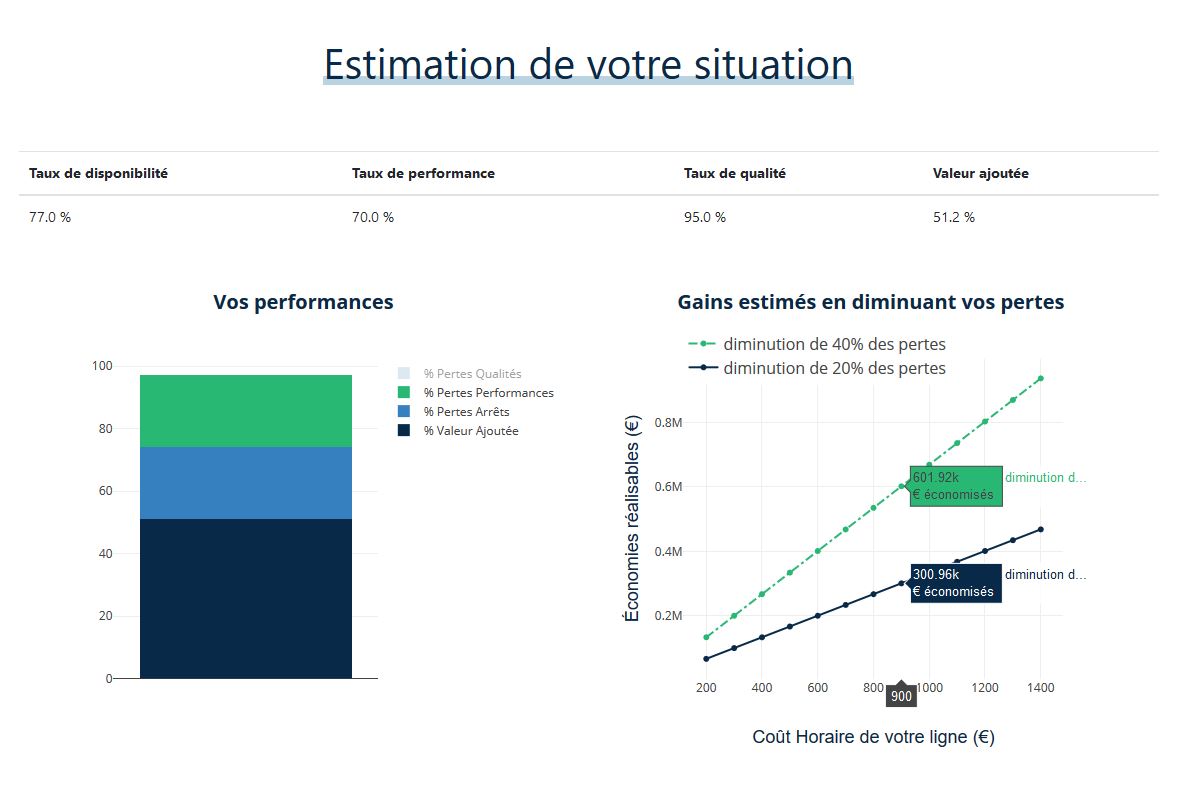 Estimation de votre situation
Taux de disponibilité Taux de performance Taux de qualité Valeur ajoutée
77.0 % 70.0 % 95.0 % 51.2 %
Vos performances
100
80
60
40
20
0
% Pertes Qualités
% Pertes Performances
% Pertes Arrêts
% Valeur Ajoutée
Gains estimés en diminuant vos pertes
diminution de 40% des pertes
diminution de 20% des pertes
Économies réalisables (€)
0.8M
0.6M
0.4M
0.2M
601.92k
€ économisés
diminution d...
300.96k
€ économisés
diminution d...
200 400 600 800 1000 1200 1400
900
Coût Horaire de votre ligne (€)